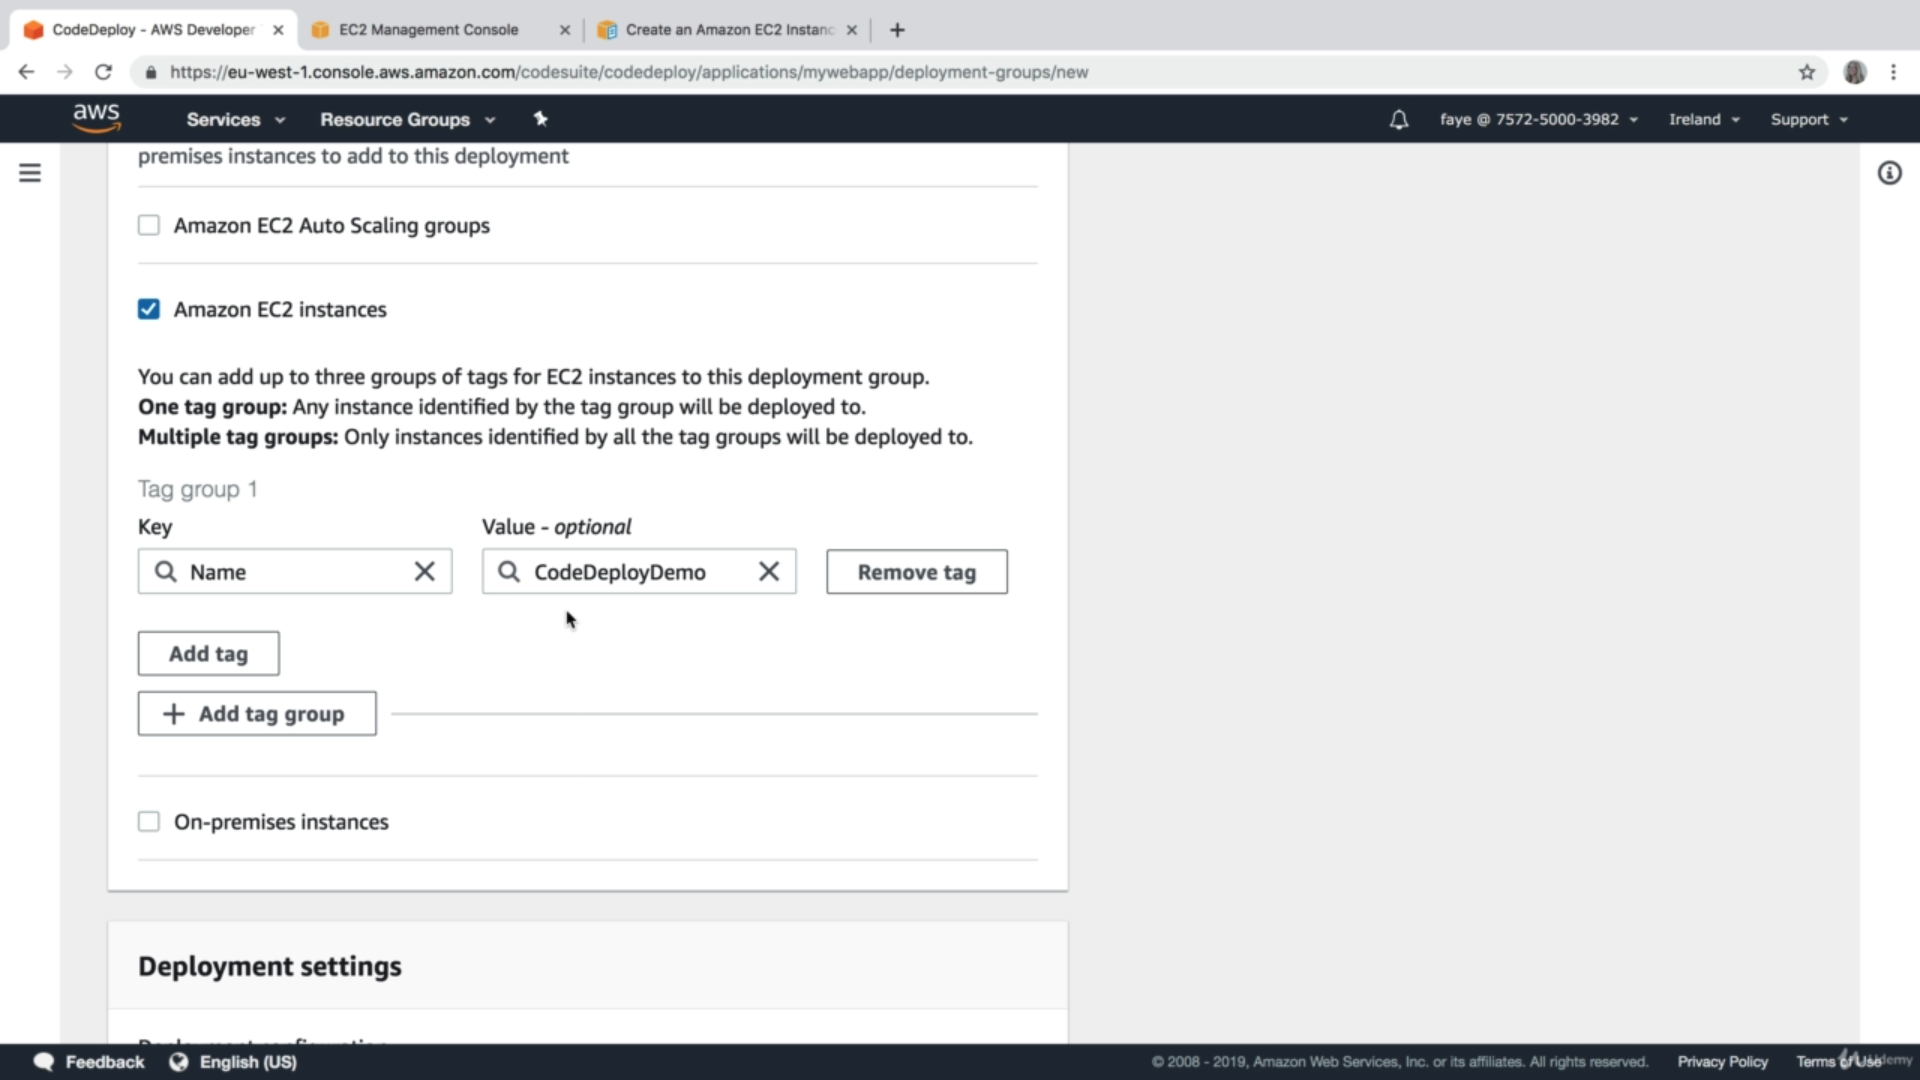 CodeDeploy - AWS Developer
EC2 Management Console
Create an Amazon EC2 Instanc
https://eu-west-1.console.aws.amazon.com/codesuite/codedeploy/applications/mywebapp/deployment-groups/new
aws
Services
Resource Groups
faye @ 7572-5000-3982
Ireland
Support
premises instances to add to this deployment
Amazon EC2 Auto Scaling groups
Amazon EC2 instances
You can add up to three groups of tags for EC2 instances to this deployment group.
One tag group: Any instance identified by the tag group will be deployed to.
Multiple tag groups: Only instances identified by all the tag groups will be deployed to.
Tag group 1
Key
Value - optional
Name
CodeDeployDemo
Remove tag
Add tag
+ Add tag group
On-premises instances
Deployment settings
Deployment configuration
Feedback
English (US)
© 2008 - 2019, Amazon Web Services, Inc. or its affiliates. All rights reserved.
Privacy Policy
Terms of Use